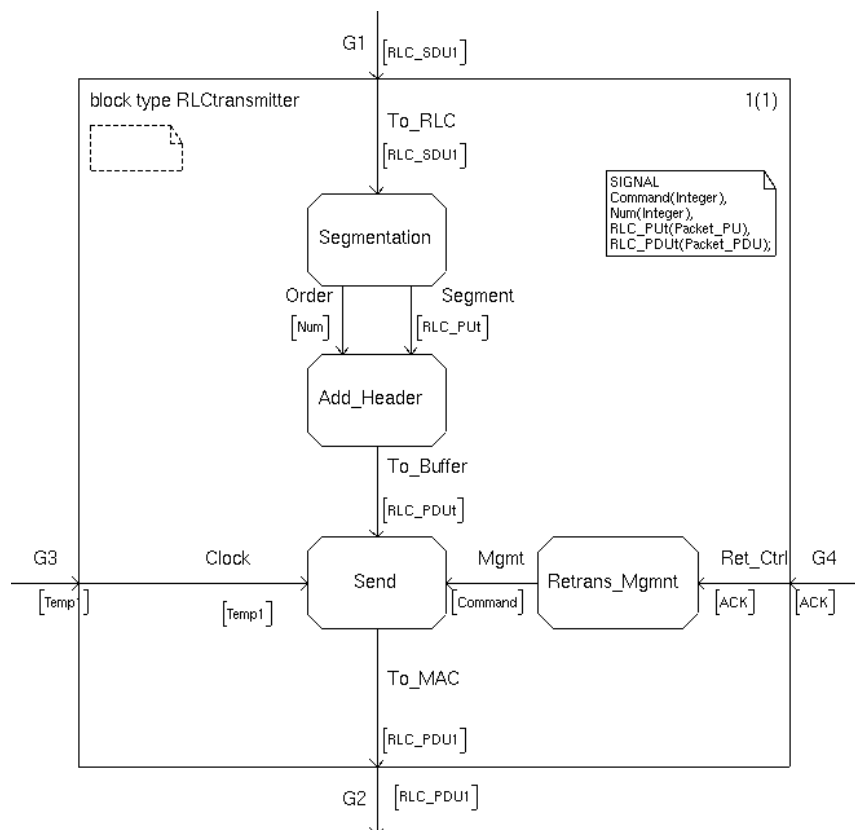 G1
[RLC_SDU1]
block type RLCtransmitter
1(1)
To_RLC
[RLC_SDU1]
SIGNAL
Command(Integer),
Num(Integer),
RLC_PUt(Packet_PU),
RLC_PDUt(Packet_PDU);
Segmentation
Order
Segment
[Num]
[RLC_PUt]
Add_Header
To_Buffer
[RLC_PDUt]
G3
Clock
Mgmt
Ret_Ctrl
G4
Send
Retrans_Mgmnt
[Temp1]
[Temp1]
[Command]
[ACK]
[ACK]
To_MAC
[RLC_PDU1]
G2
[RLC_PDU1]